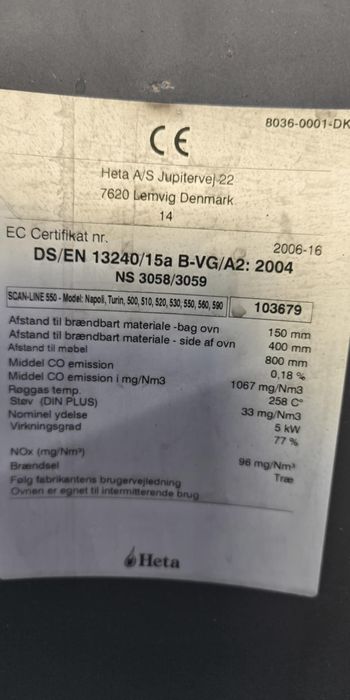 8036-0001-DK
CE
Heta A/S Jupitervej 22
7620 Lemvig Denmark
14
EC Certifikat nr. 2006-16
DS/EN 13240/15a B-VG/A2: 2004
NS 3058/3059
SCAN-LINE 550 - Model: Napoli, Turin, 500, 510, 520, 530, 550, 560, 590 103679
Afstand til brændbart materiale -bag ovn 150 mm
Afstand til brændbart materiale - side af ovn 400 mm
Afstand til møbel 800 mm
Middel CO emission 0,18 %
Middel CO emission i mg/Nm3 1067 mg/Nm3
Røggas temp. 258 C°
Støv (DIN PLUS) 33 mg/Nm3
Nominel ydelse 5 kW
Virkningsgrad 77 %
NOx (mg/Nm³) 96 mg/Nm³
Brændsel Træ
Følg fabrikantens brugervejledning
Ovnen er egnet til intermitterende brug
Heta